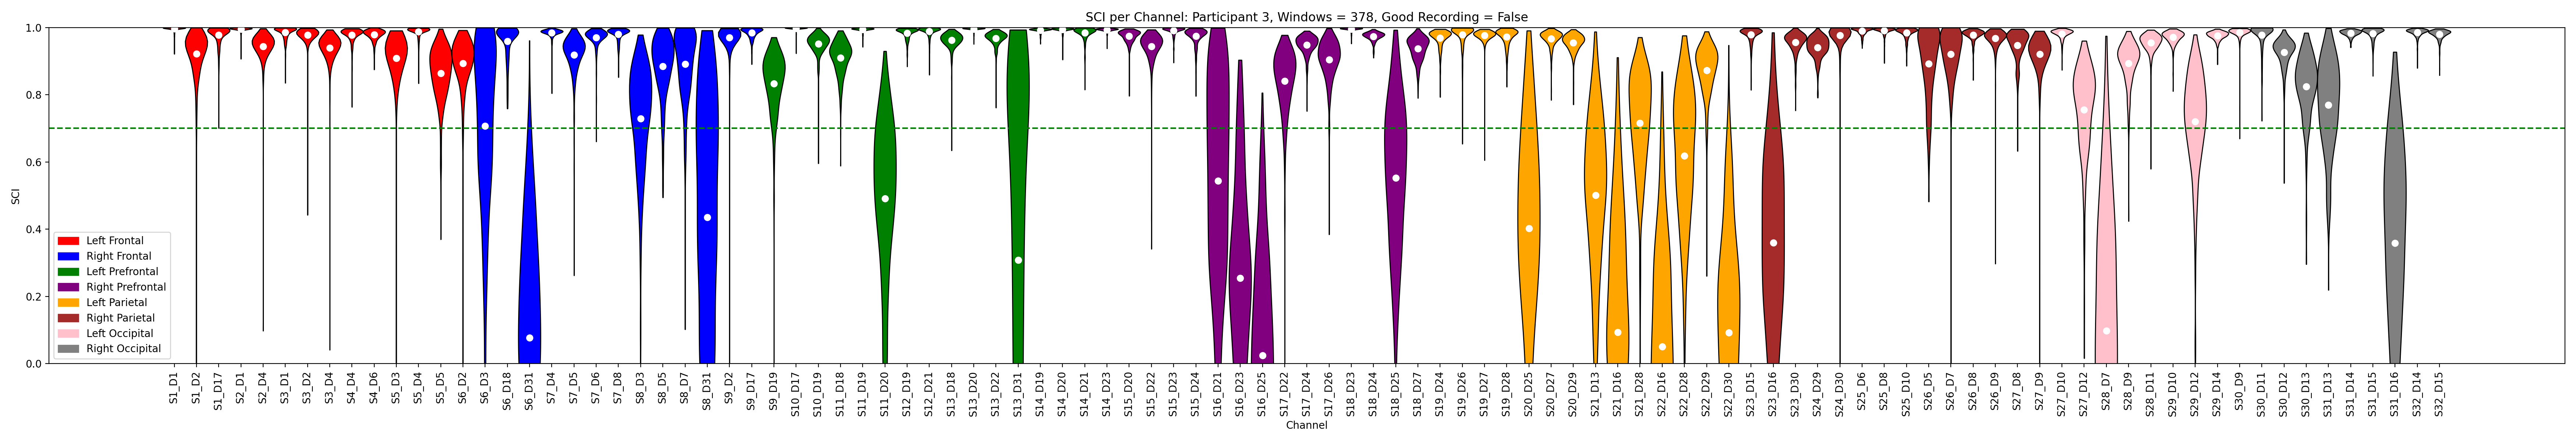 SCI per Channel: Participant 3, Windows = 378, Good Recording = False
SCI
1.0
0.8
0.6
0.4
0.2
0.0
Left Frontal
Right Frontal
Left Prefrontal
Right Prefrontal
Left Parietal
Right Parietal
Left Occipital
Right Occipital
S1_D1
S1_D2
S1_D17
S2_D1
S2_D4
S3_D1
S3_D2
S3_D4
S4_D4
S4_D6
S5_D3
S5_D4
S5_D5
S6_D2
S6_D3
S6_D18
S6_D31
S7_D4
S7_D5
S7_D6
S7_D8
S8_D3
S8_D5
S8_D7
S8_D31
S9_D2
S9_D17
S9_D19
S10_D17
S10_D19
S11_D18
S11_D19
S11_D20
S12_D19
S12_D21
S13_D18
S13_D20
S13_D22
S13_D31
S14_D19
S14_D20
S14_D21
S14_D23
S15_D20
S15_D22
S15_D23
S15_D24
S16_D21
S16_D23
S16_D25
S17_D22
S17_D24
S17_D26
S18_D23
S18_D24
S18_D25
S18_D27
S19_D24
S19_D26
S19_D27
S19_D28
S20_D25
S20_D27
S20_D29
S21_D13
S21_D16
S21_D28
S22_D16
S22_D28
S22_D29
S22_D30
S23_D15
S23_D16
S23_D30
S24_D29
S24_D30
S25_D6
S25_D8
S25_D10
S26_D5
S26_D7
S26_D8
S26_D9
S27_D8
S27_D9
S27_D10
S27_D12
S28_D7
S28_D9
S28_D11
S29_D10
S29_D12
S29_D14
S30_D9
S30_D11
S30_D12
S30_D13
S31_D13
S31_D14
S31_D15
S31_D16
S32_D14
S32_D15
Channel